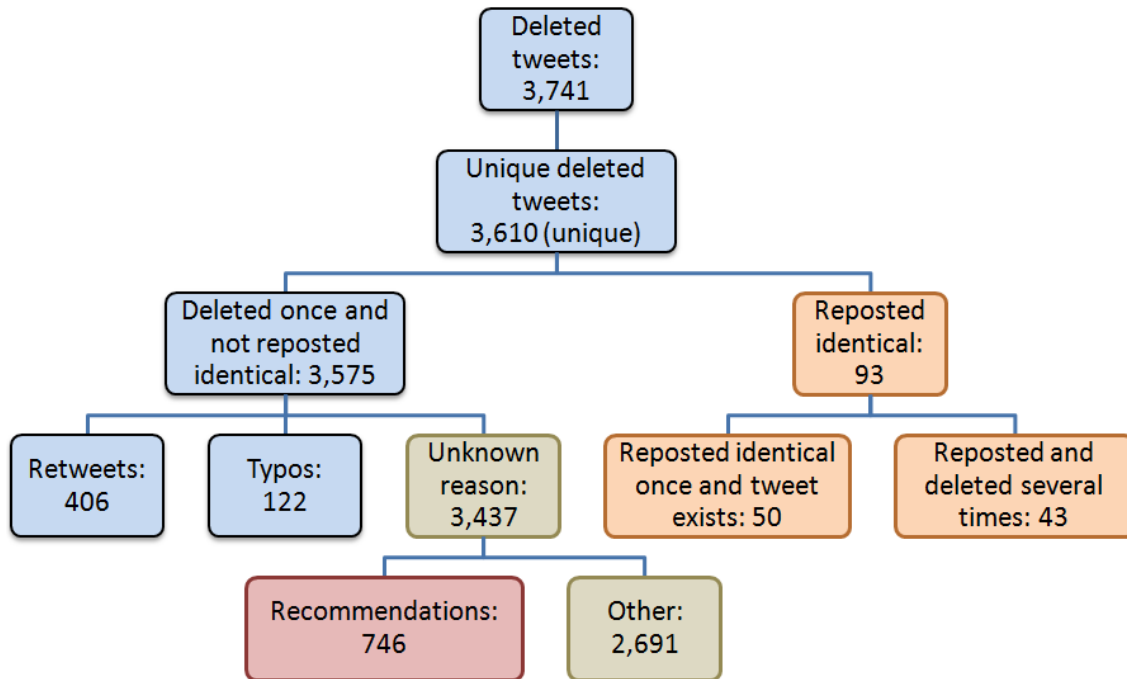 Deleted
tweets:
3,741
Unique deleted
tweets:
3,610 (unique)
Deleted once and
not reposted
identical: 3,575
Reposted
identical:
93
Retweets:
406
Typos:
122
Unknown
reason:
3,437
Reposted identical
once and tweet
exists: 50
Reposted and
deleted several
times: 43
Recommendations:
746
Other:
2,691